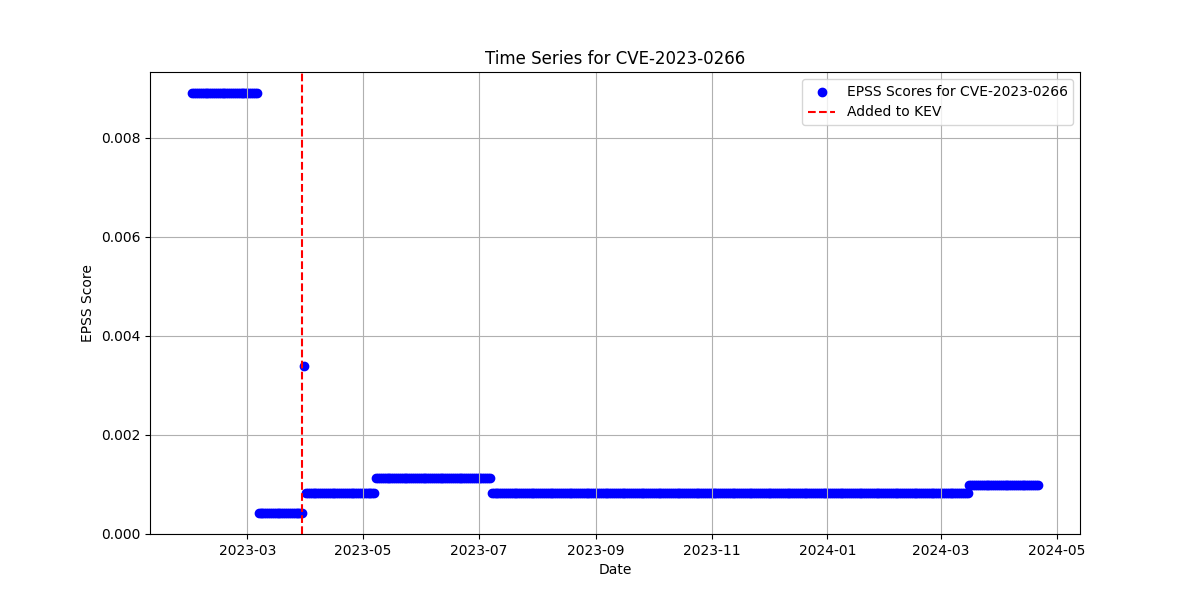 Time Series for CVE-2023-0266
EPSS Scores for CVE-2023-0266
Added to KEV
EPSS Score
0.008
0.006
0.004
0.002
0.000
2023-03 2023-05 2023-07 2023-09 2023-11 2024-01 2024-03 2024-05
Date